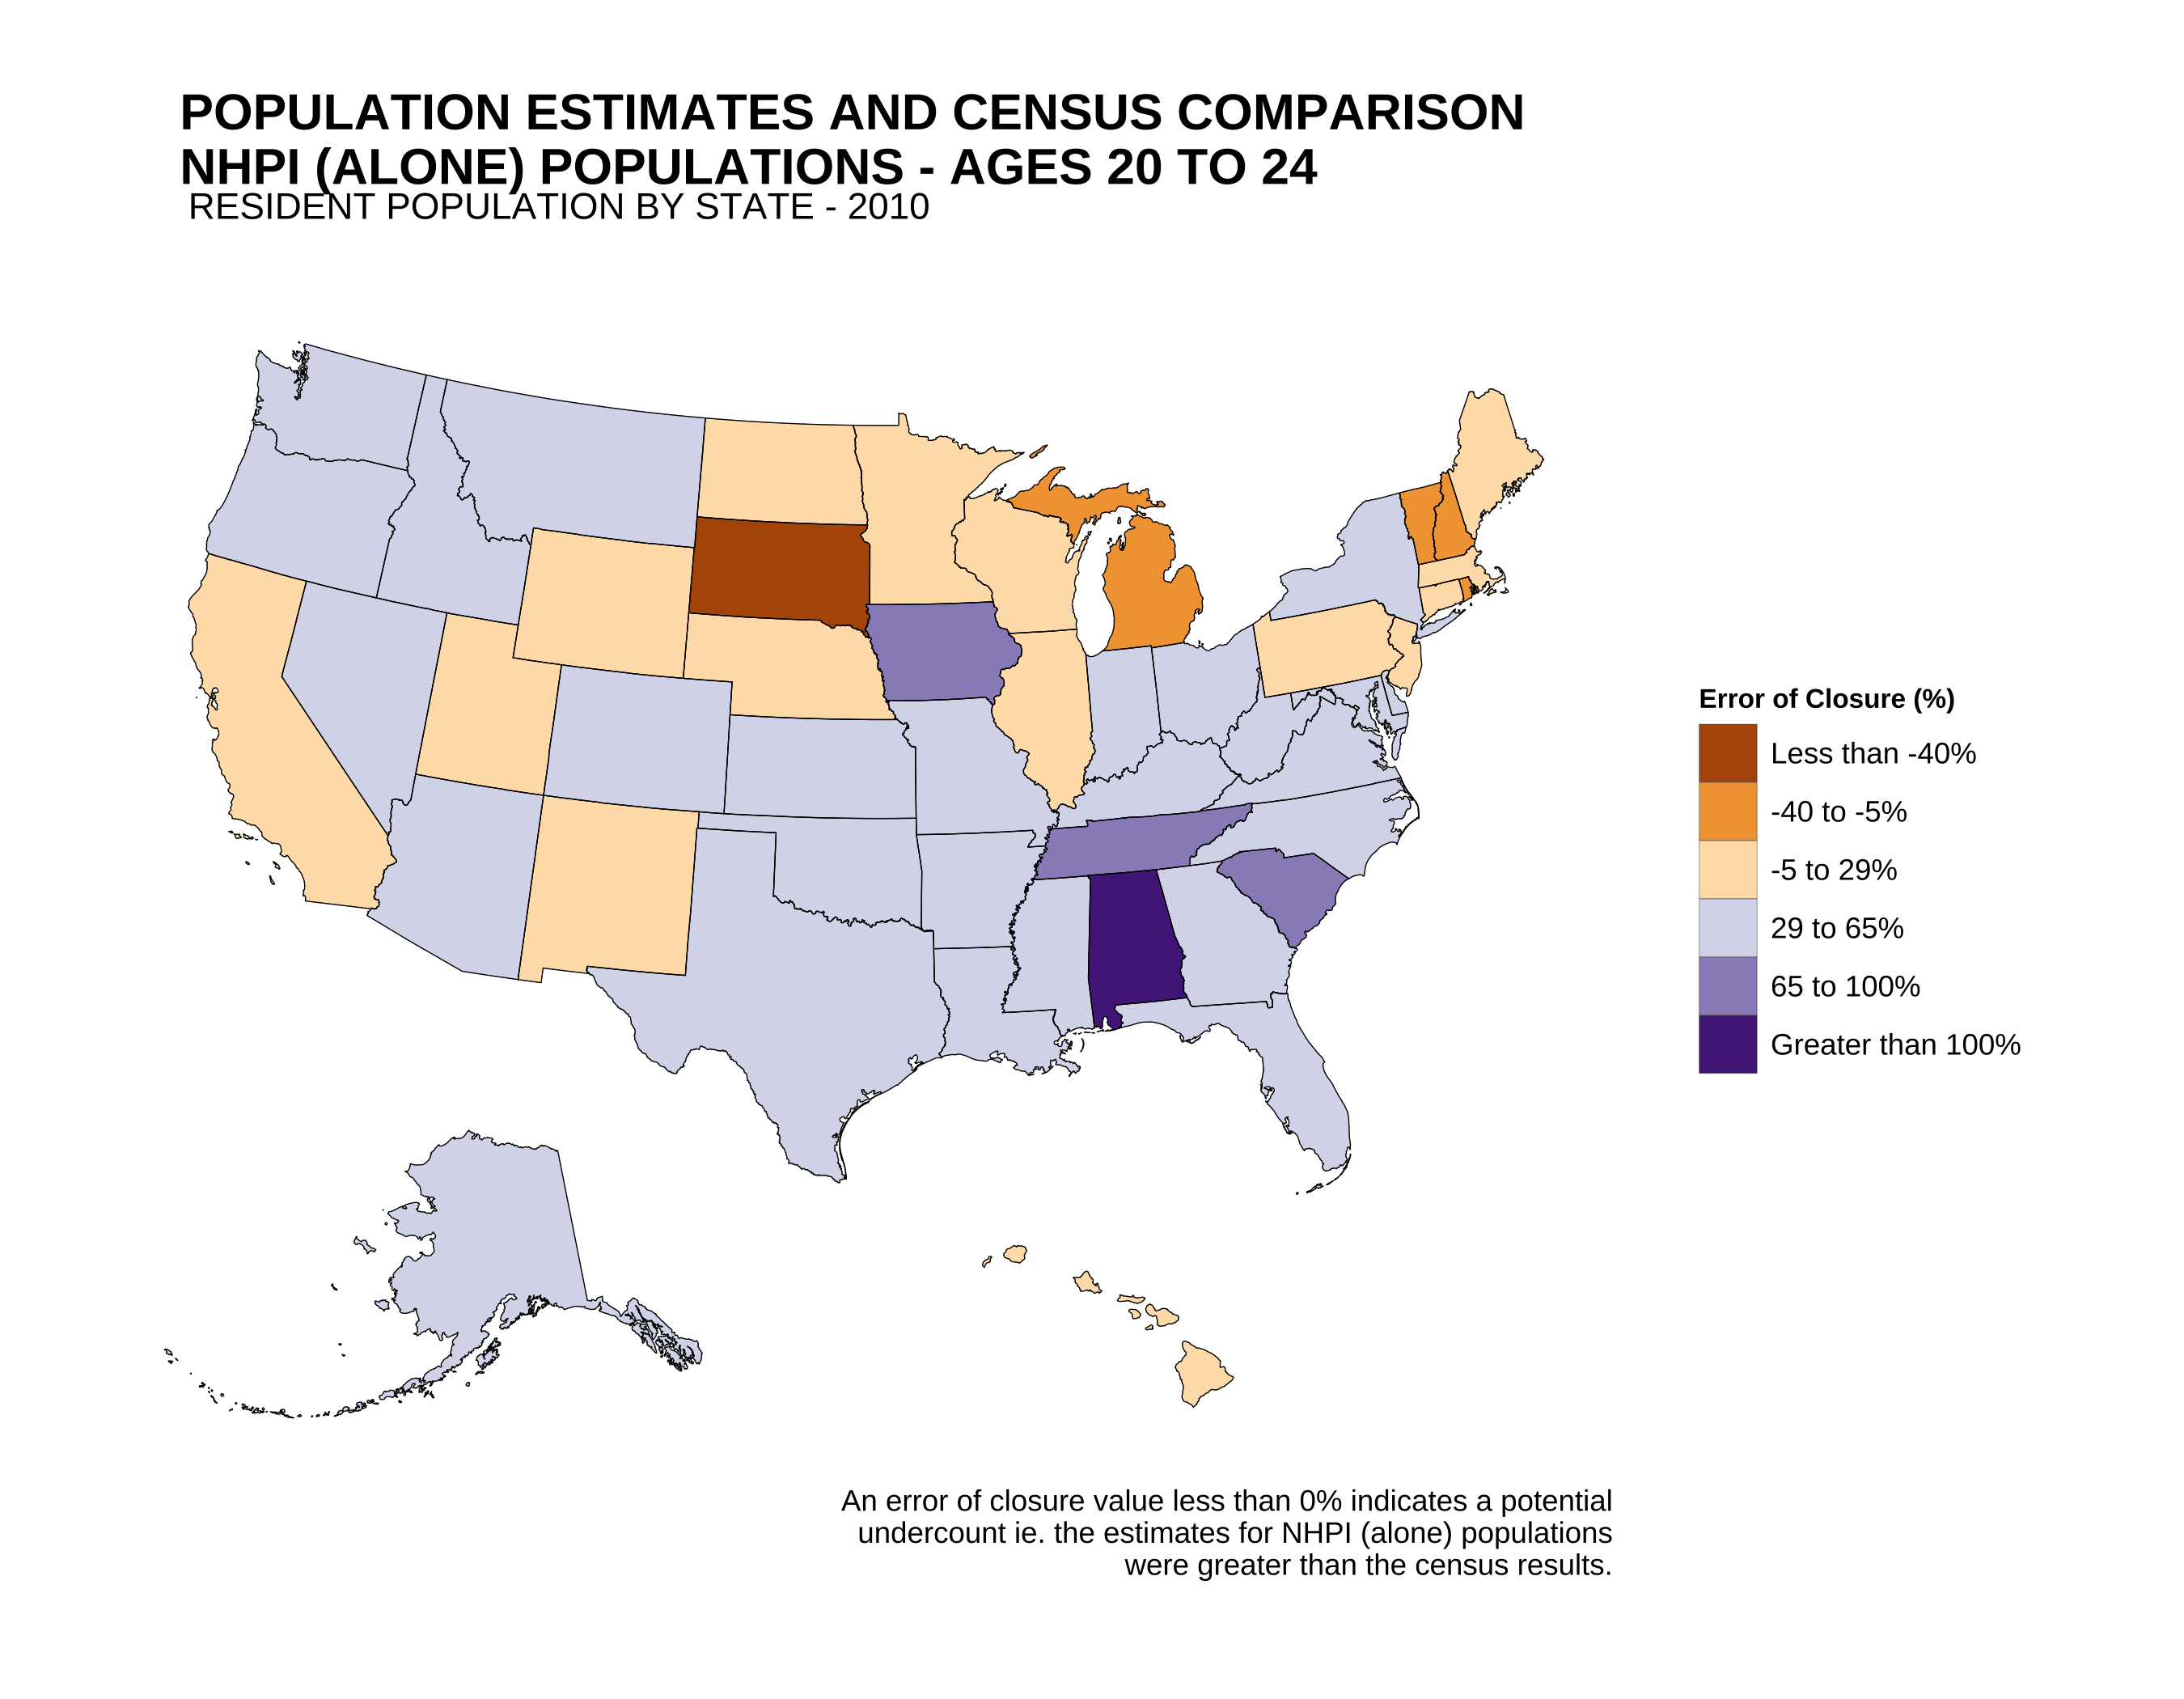 POPULATION ESTIMATES AND CENSUS COMPARISON
NHPI (ALONE) POPULATIONS - AGES 20 TO 24
RESIDENT POPULATION BY STATE - 2010
Error of Closure (%)
Less than -40%
-40 to -5%
-5 to 29%
29 to 65%
65 to 100%
Greater than 100%
An error of closure value less than 0% indicates a potential
undercount ie. the estimates for NHPI (alone) populations
were greater than the census results.